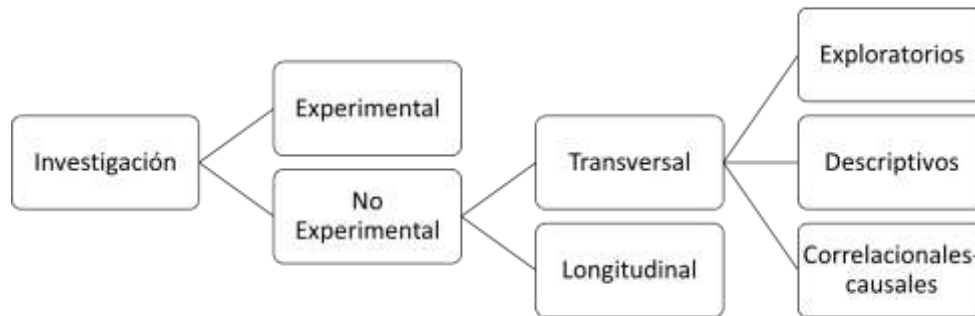 Investigación
Experimental
No
Experimental
Transversal
Longitudinal
Exploratorios
Descriptivos
Correlacionales-
causales